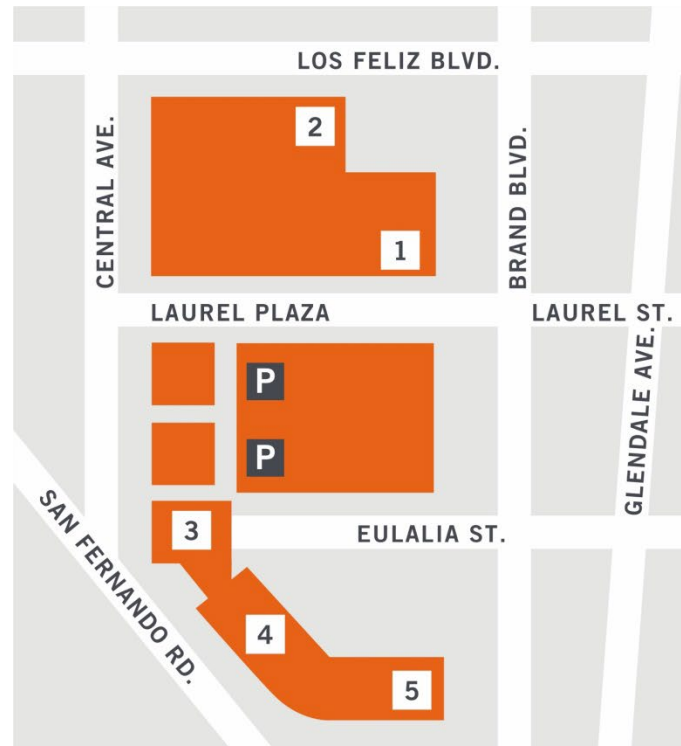 LOS FELIZ BLVD.
CENTRAL AVE.
2
BRAND BLVD.
1
LAUREL PLAZA
LAUREL ST.
GLENDALE AVE.
P
P
SAN FERNANDO RD.
3
EULALIA ST.
4
5